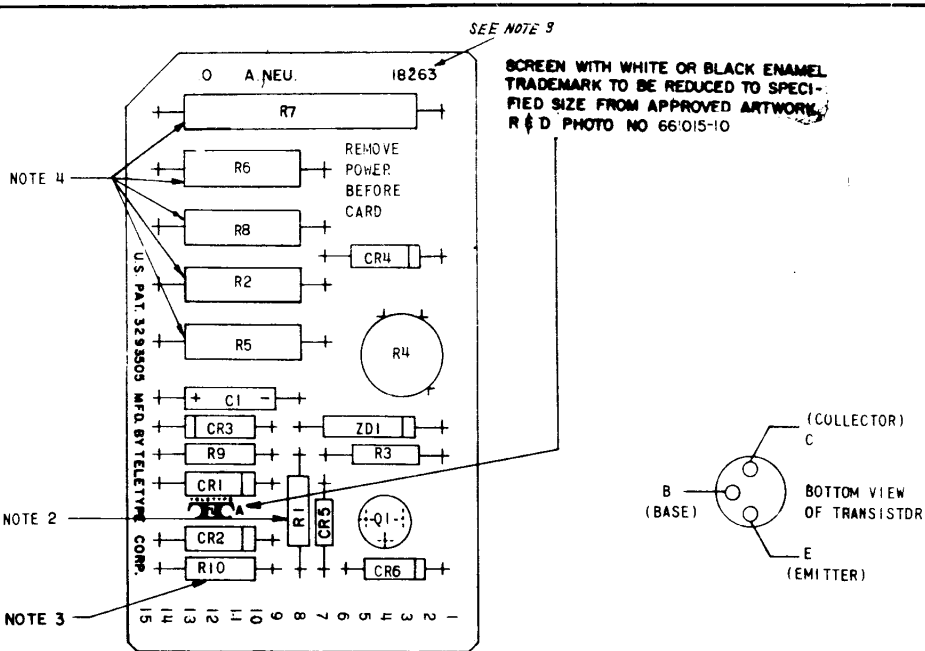 SEE NOTE 9
O A.NEU. 18263
SCREEN WITH WHITE OR BLACK ENAMEL
TRADEMARK TO BE REDUCED TO SPECI-
FIED SIZE FROM APPROVED ARTWORK
R & D PHOTO NO 661015-10
R7
REMOVE
POWER
BEFORE
CARD
NOTE 4
R6
R8
CR4
R2
R5
R4
U.S. PAT. 3293505 MFD. BY TELETYPE CORP.
+ C1 -
CR3
ZD1
R9
R3
CR1
TELETYPE
A
NOTE 2
R1
CR5
Q1
CR2
R10
CR6
NOTE 3
15 14 13 12 11 10 9 8 7 6 5 4 3 2 1
(COLLECTOR)
C
B
(BASE)
BOTTOM VIEW
OF TRANSISTOR
E
(EMITTER)